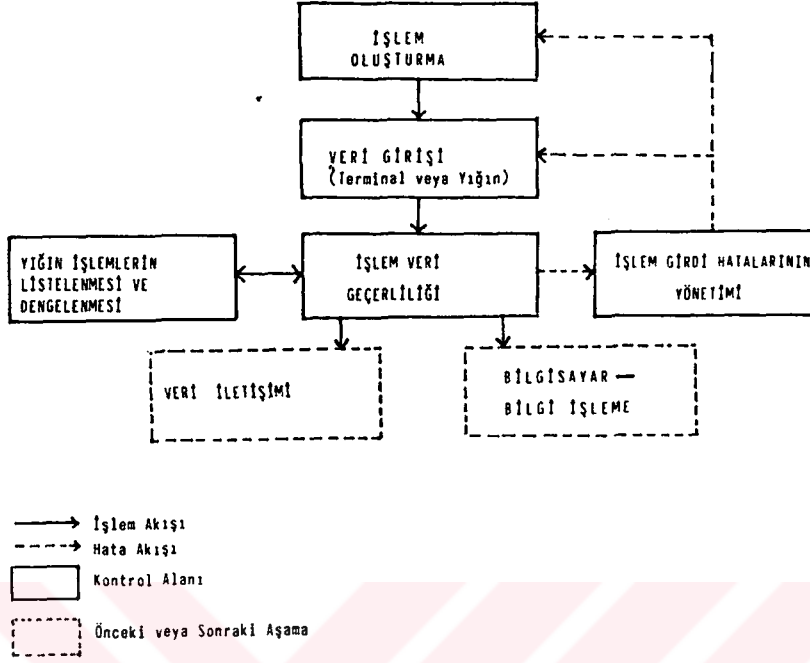 İŞLEM
OLUŞTURMA
VERİ GİRİŞİ
(Terminal veya Yığın)
YIĞIN İŞLEMLERİN
LİSTELENMESİ VE
DENGELENMESİ
İŞLEM VERİ
GEÇERLİLİĞİ
İŞLEM GİRDİ HATALARININ
YÖNETİMİ
VERİ İLETİŞİMİ
BİLGİSAYAR —
BİLGİ İŞLEME
İşlem Akışı
Hata Akışı
Kontrol Alanı
Önceki veya Sonraki Aşama